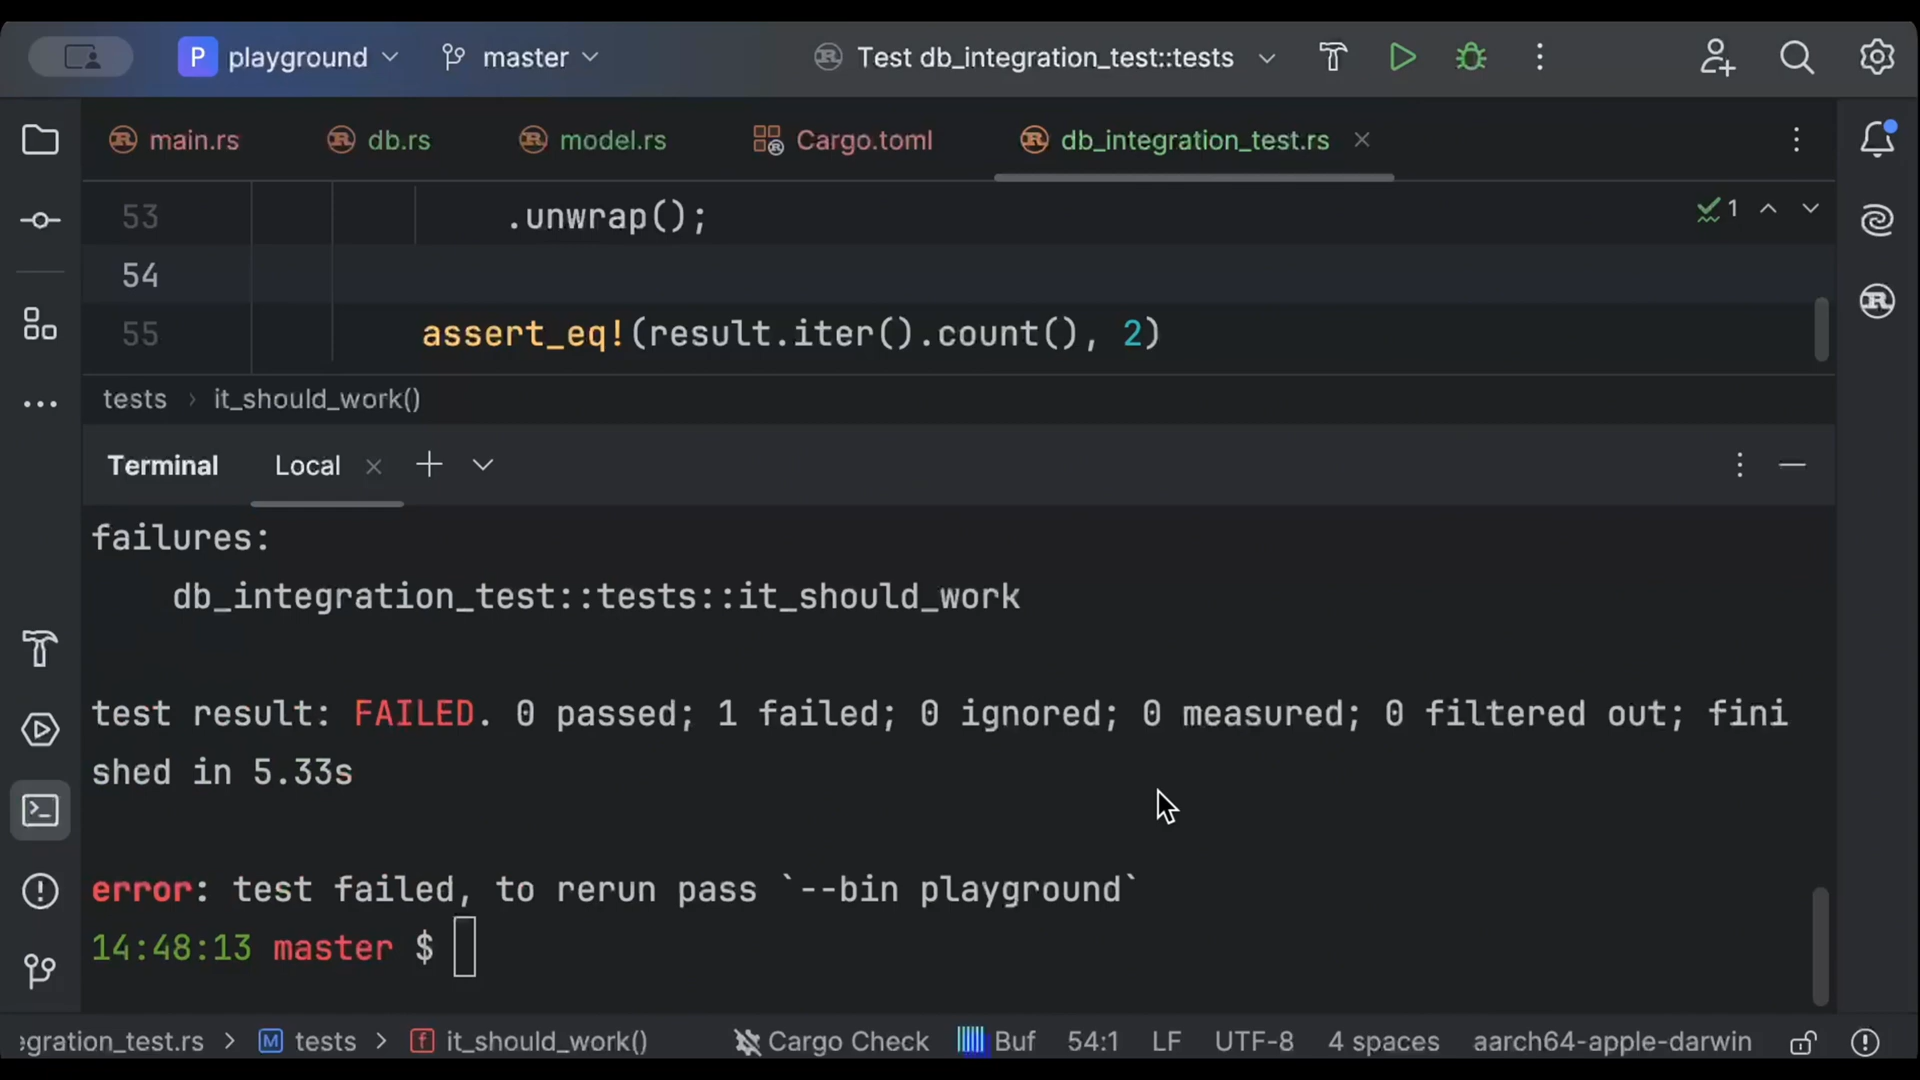 P playground master Test db_integration_test::tests
main.rs db.rs model.rs Cargo.toml db_integration_test.rs
53 .unwrap(); 1
54
55 assert_eq!(result.iter().count(), 2)
tests it_should_work()
Terminal Local
failures:
db_integration_test::tests::it_should_work
test result: FAILED. 0 passed; 1 failed; 0 ignored; 0 measured; 0 filtered out; fini
shed in 5.33s
error: test failed, to rerun pass `--bin playground`
14:48:13 master $
egration_test.rs M tests f it_should_work() Cargo Check Buf 54:1 LF UTF-8 4 spaces aarch64-apple-darwin